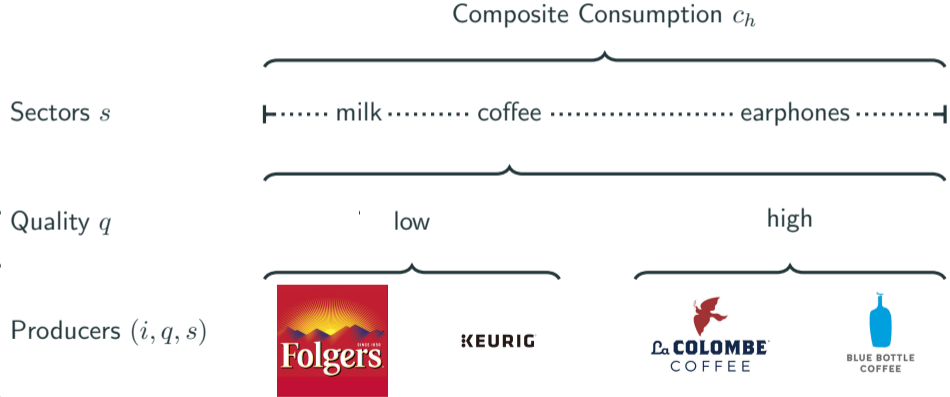 Composite Consumption c_h
Sectors s
milk
coffee
earphones
Quality q
low
high
Producers (i, q, s)
SINCE 1850
Folgers
KEURIG
La COLOMBE
COFFEE
BLUE BOTTLE
COFFEE